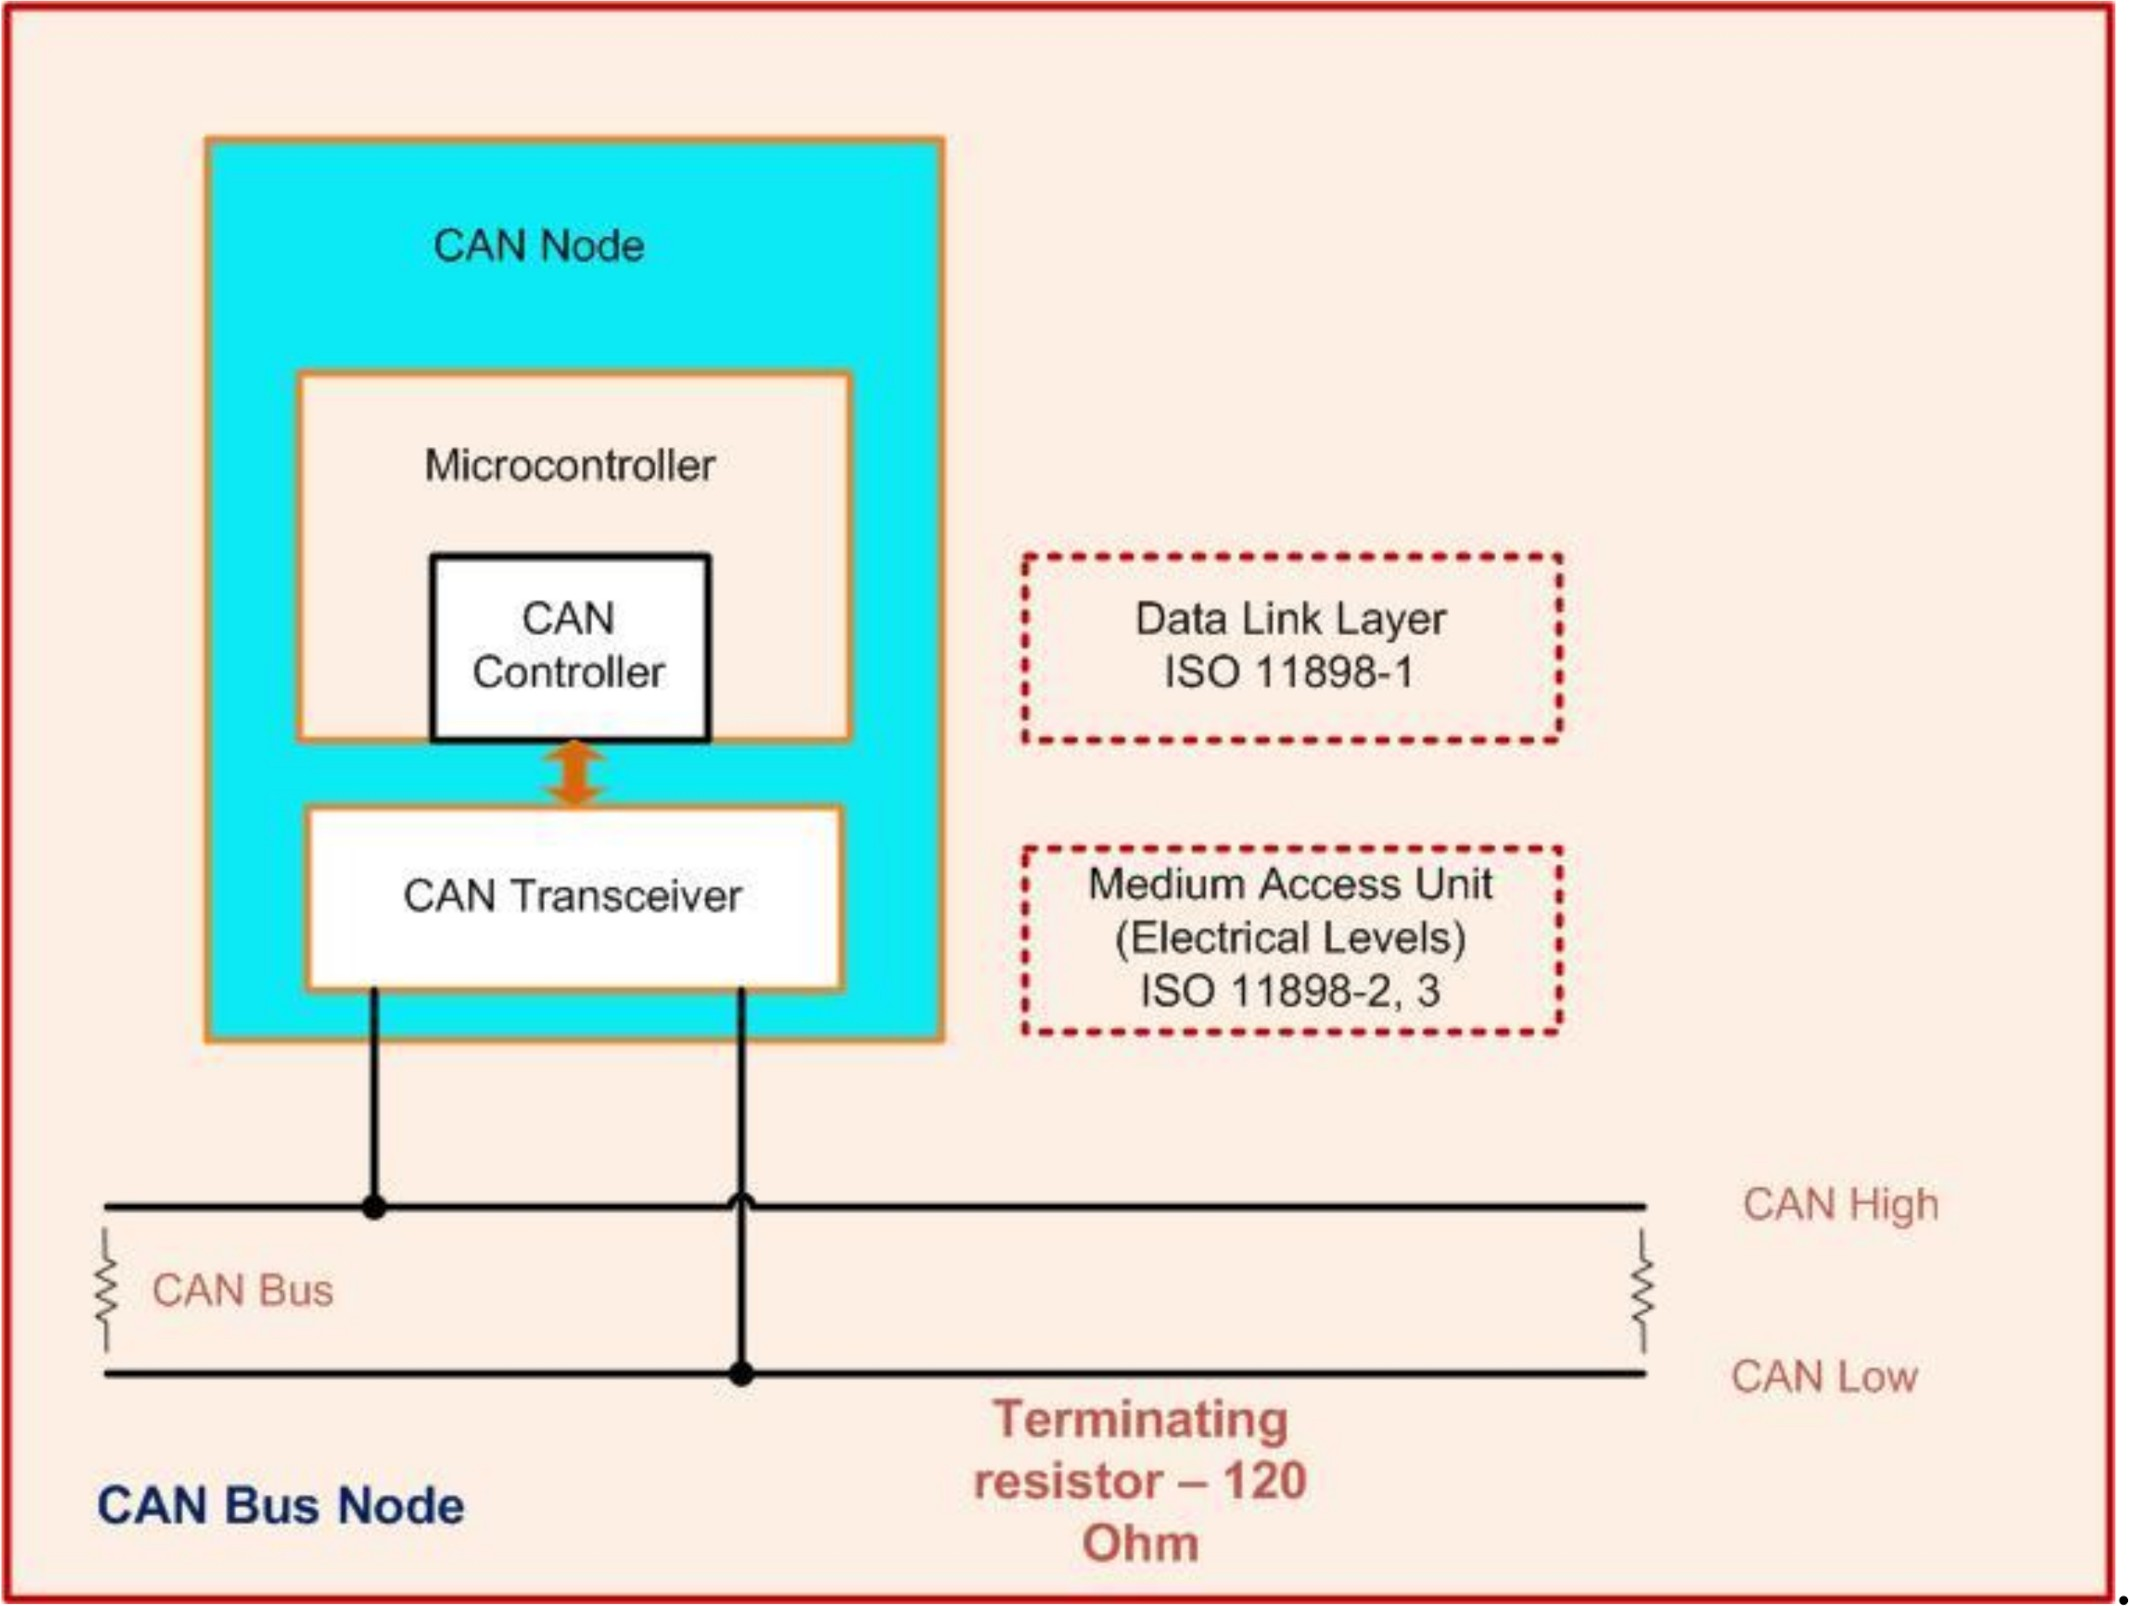 CAN Node
Microcontroller
CAN
Controller
Data Link Layer
ISO 11898-1
CAN Transceiver
Medium Access Unit
(Electrical Levels)
ISO 11898-2, 3
CAN High
CAN Bus
CAN Low
Terminating
resistor – 120
Ohm
CAN Bus Node
.